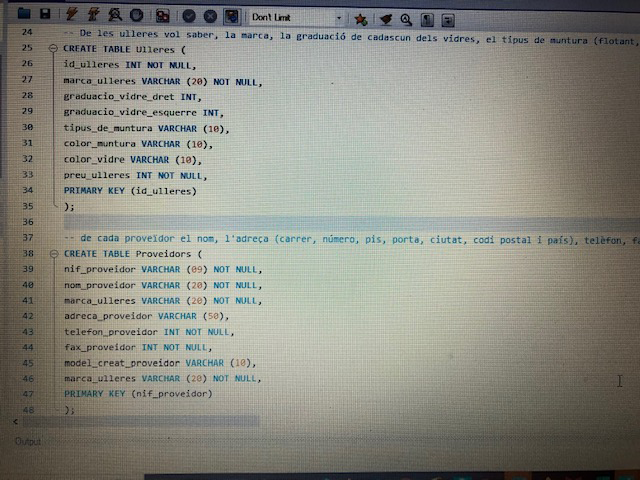 Don't Limit
24 -- De les ulleres vol saber, la marca, la graduació de cadascun dels vidres, el tipus de muntura (flotant,
25 CREATE TABLE Ulleres (
26 id_ulleres INT NOT NULL,
27 marca_ulleres VARCHAR (20) NOT NULL,
28 graduacio_vidre_dret INT,
29 graduacio_vidre_esquerre INT,
30 tipus_de_muntura VARCHAR (10),
31 color_muntura VARCHAR (10),
32 color_vidre VARCHAR (10),
33 preu_ulleres INT NOT NULL,
34 PRIMARY KEY (id_ulleres)
35 );
36
37 -- de cada proveïdor el nom, l'adreça (carrer, número, pis, porta, ciutat, codi postal i país), telèfon,
38 CREATE TABLE Proveidors (
39 nif_proveidor VARCHAR (09) NOT NULL,
40 nom_proveidor VARCHAR (20) NOT NULL,
41 marca_ulleres VARCHAR (20) NOT NULL,
42 adreca_proveidor VARCHAR (50),
43 telefon_proveidor INT NOT NULL,
44 fax_proveidor INT NOT NULL,
45 model_creat_proveidor VARCHAR (10),
46 marca_ulleres VARCHAR (20) NOT NULL,
47 PRIMARY KEY (nif_proveidor)
48 );
Output